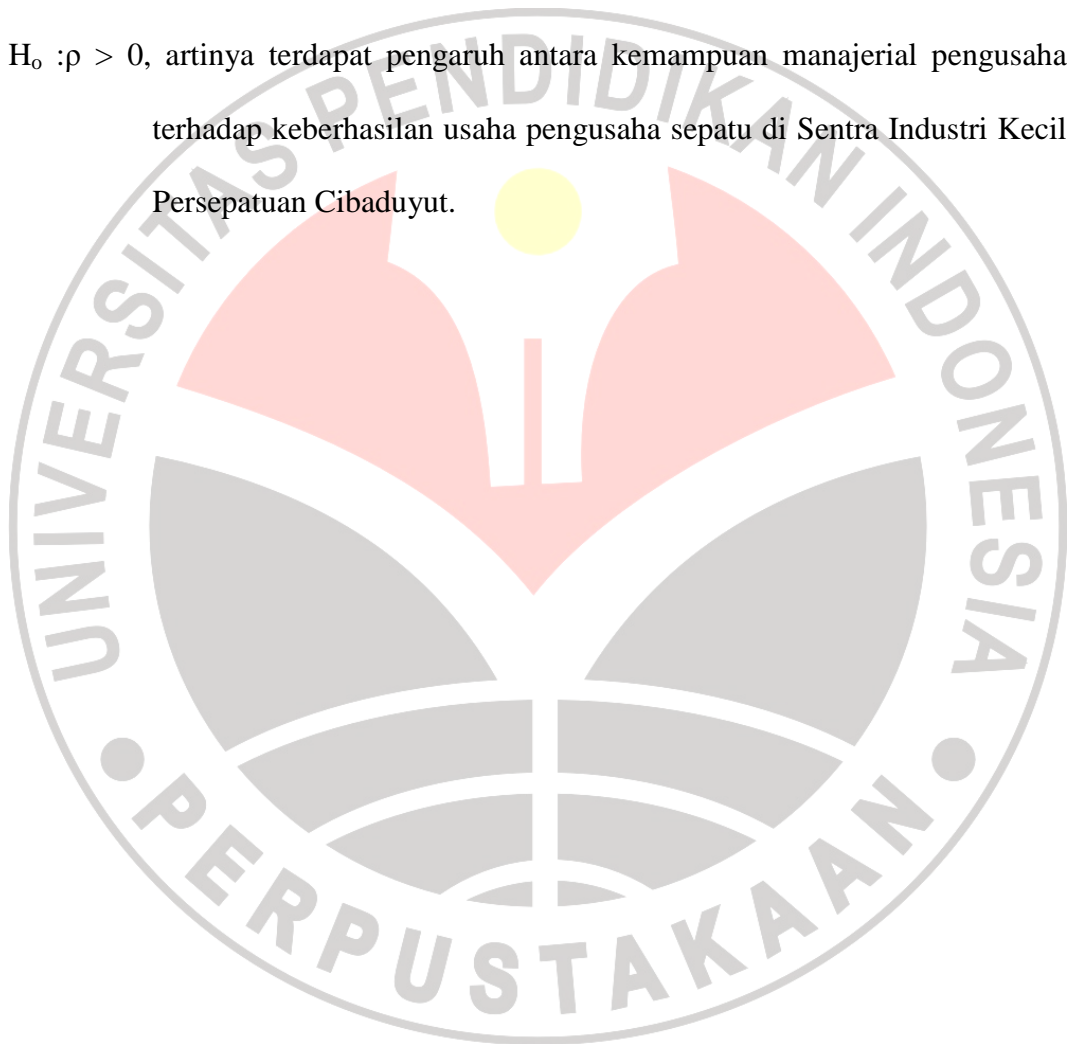 Hₒ :ρ > 0, artinya terdapat pengaruh antara kemampuan manajerial pengusaha
terhadap keberhasilan usaha pengusaha sepatu di Sentra Industri Kecil
Persepatuan Cibaduyut.
UNIVERSITAS PENDIDIKAN INDONESIA
PERPUSTAKAAN